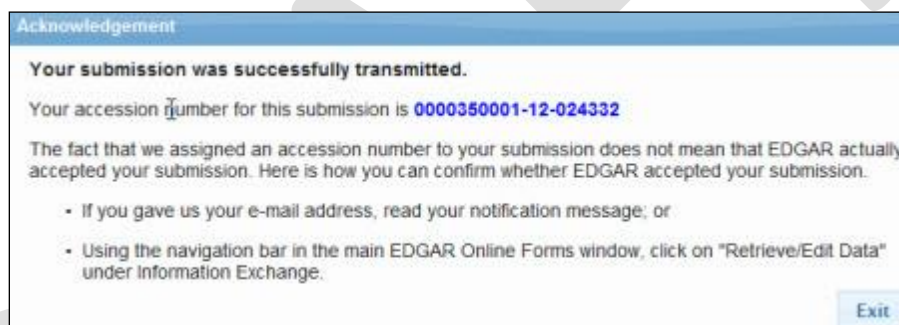 Acknowledgement
Your submission was successfully transmitted.
Your accession number for this submission is 0000350001-12-024332
The fact that we assigned an accession number to your submission does not mean that EDGAR actually
accepted your submission. Here is how you can confirm whether EDGAR accepted your submission.
• If you gave us your e-mail address, read your notification message; or
• Using the navigation bar in the main EDGAR Online Forms window, click on "Retrieve/Edit Data"
under Information Exchange.
Exit